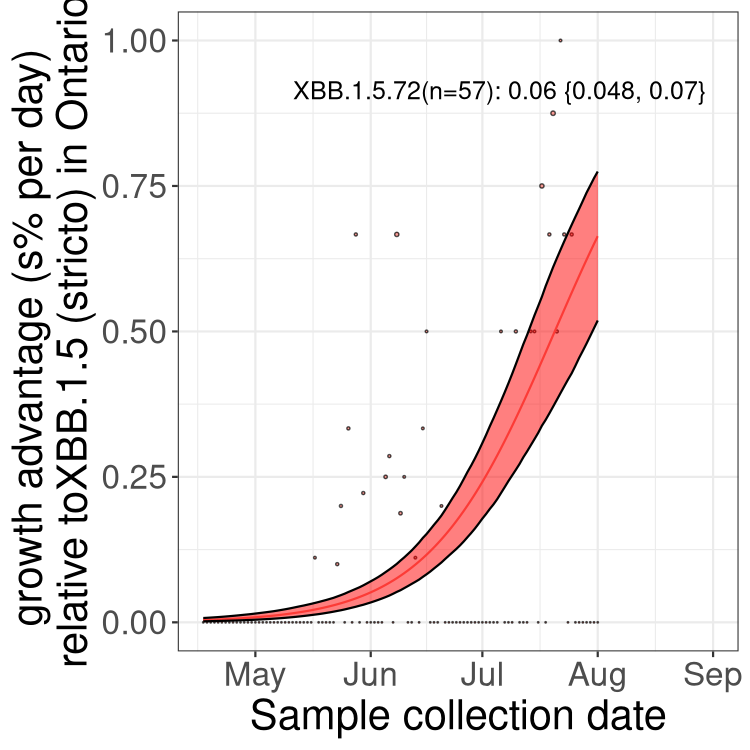 growth advantage (s% per day)
relative toXBB.1.5 (stricto) in Ontario
1.00
0.75
0.50
0.25
0.00
XBB.1.5.72(n=57): 0.06 {0.048, 0.07}
May Jun Jul Aug Sep
Sample collection date